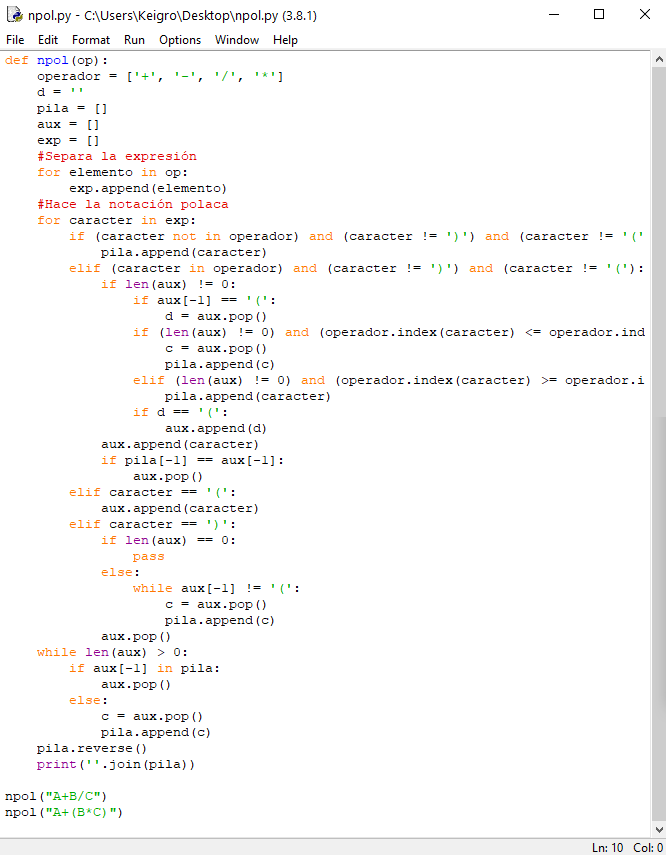 npol.py - C:\Users\Keigro\Desktop\npol.py (3.8.1)
File Edit Format Run Options Window Help
def npol(op):
    operador = ['+', '-', '/', '*']
    d = ''
    pila = []
    aux = []
    exp = []
    #Separa la expresión
    for elemento in op:
        exp.append(elemento)
    #Hace la notación polaca
    for caracter in exp:
        if (caracter not in operador) and (caracter != ')') and (caracter != '('
            pila.append(caracter)
        elif (caracter in operador) and (caracter != ')') and (caracter != '('):
            if len(aux) != 0:
                if aux[-1] == '(':
                    d = aux.pop()
                if (len(aux) != 0) and (operador.index(caracter) <= operador.ind
                    c = aux.pop()
                    pila.append(c)
                elif (len(aux) != 0) and (operador.index(caracter) >= operador.i
                    pila.append(caracter)
                if d == '(':
                    aux.append(d)
            aux.append(caracter)
            if pila[-1] == aux[-1]:
                aux.pop()
        elif caracter == '(':
            aux.append(caracter)
        elif caracter == ')':
            if len(aux) == 0:
                pass
            else:
                while aux[-1] != '(':
                    c = aux.pop()
                    pila.append(c)
            aux.pop()
    while len(aux) > 0:
        if aux[-1] in pila:
            aux.pop()
        else:
            c = aux.pop()
            pila.append(c)
    pila.reverse()
    print(''.join(pila))
npol("A+B/C")
npol("A+(B*C)")
Ln: 10 Col: 0